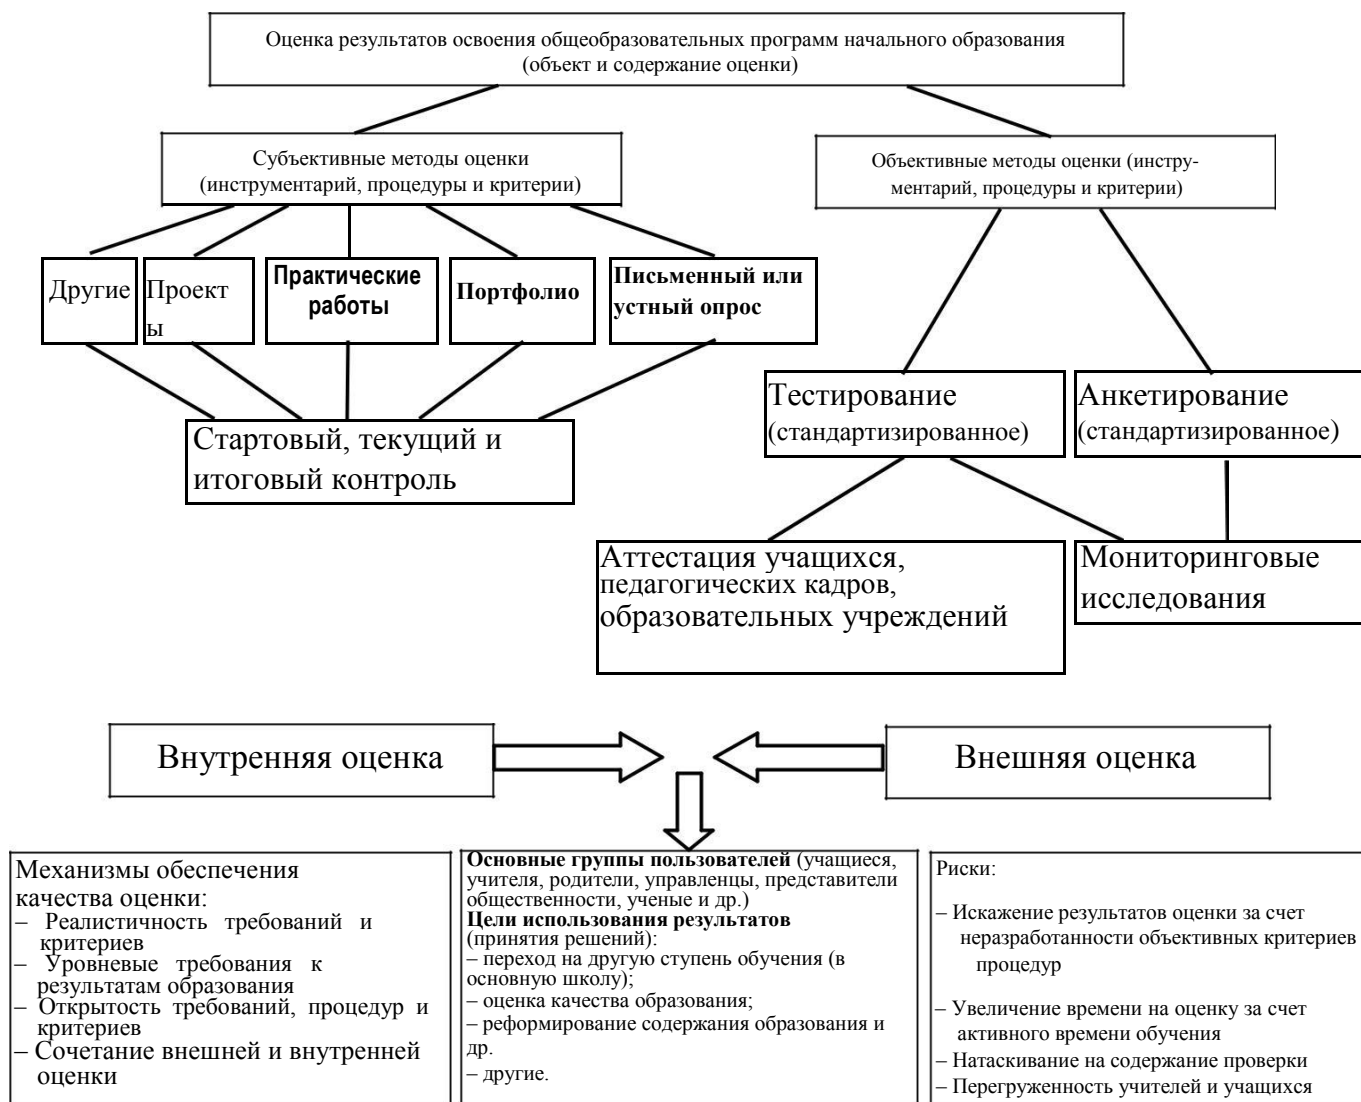 Оценка результатов освоения общеобразовательных программ начального образования
(объект и содержание оценки)
Субъективные методы оценки
(инструментарий, процедуры и критерии)
Объективные методы оценки (инстру-
ментарий, процедуры и критерии)
Другие
Проект
ы
Практические
работы
Портфолио
Письменный или
устный опрос
Тестирование
(стандартизированное)
Анкетирование
(стандартизированное)
Стартовый, текущий и
итоговый контроль
Аттестация учащихся,
педагогических кадров,
образовательных учреждений
Мониторинговые
исследования
Внутренняя оценка
Внешняя оценка
Механизмы обеспечения
качества оценки:
– Реалистичность требований и
критериев
– Уровневые требования к
результатам образования
– Открытость требований, процедур и
критериев
– Сочетание внешней и внутренней
оценки
Основные группы пользователей (учащиеся,
учителя, родители, управленцы, представители
общественности, ученые и др.)
Цели использования результатов
(принятия решений):
– переход на другую ступень обучения (в
основную школу);
– оценка качества образования;
– реформирование содержания образования и
др.
– другие.
Риски:
– Искажение результатов оценки за счет
неразработанности объективных критериев
процедур
– Увеличение времени на оценку за счет
активного времени обучения
– Натаскивание на содержание проверки
– Перегруженность учителей и учащихся